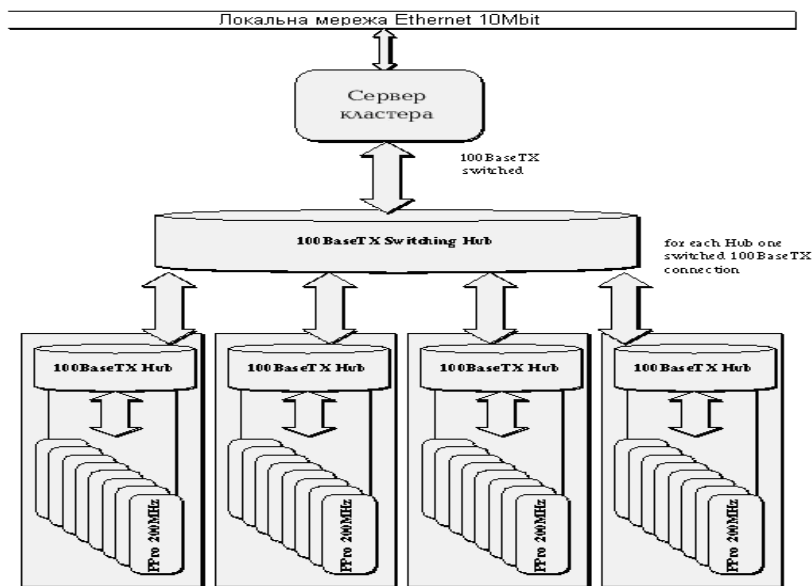 Локальна мережа Ethernet 10Mbit
Сервер
кластера
100BaseTX
switched
100BaseTX Switching Hub
for each Hub one
switched 100BaseTX
connection
100BaseTX Hub
100BaseTX Hub
100BaseTX Hub
100BaseTX Hub
PPro 200MHz
PPro 200MHz
PPro 200MHz
PPro 200MHz